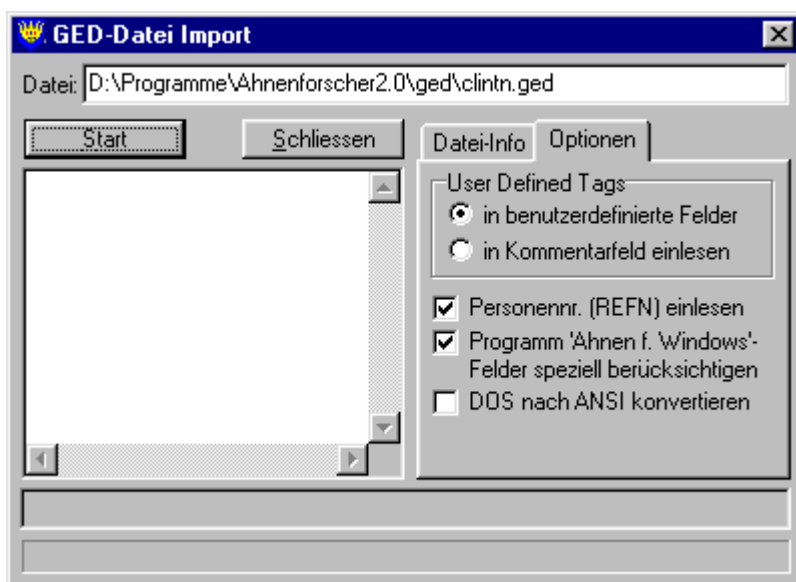 GED-Datei Import
Datei: D:\Programme\Ahnenforscher2.0\ged\clintn.ged
Start Schliessen Datei-Info Optionen
User Defined Tags
in benutzerdefinierte Felder
in Kommentarfeld einlesen
Personennr. (REFN) einlesen
Programm 'Ahnen f. Windows'-
Felder speziell berücksichtigen
DOS nach ANSI konvertieren